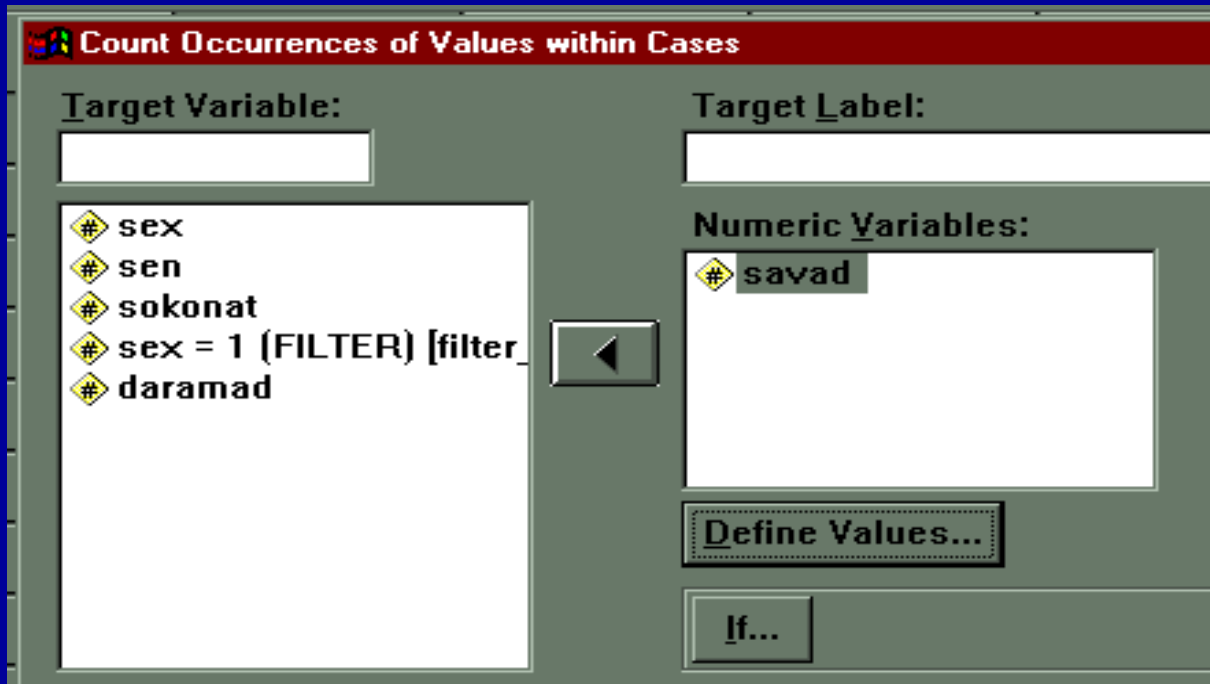 Count Occurrences of Values within Cases
Target Variable:
Target Label:
sex
sen
sokonat
sex = 1 (FILTER) [filter_
daramad
Numeric Variables:
savad
Define Values...
If...